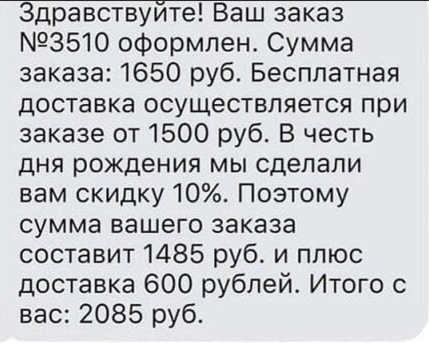 Здравствуйте! Ваш заказ
№3510 оформлен. Сумма
заказа: 1650 руб. Бесплатная
доставка осуществляется при
заказе от 1500 руб. В честь
дня рождения мы сделали
вам скидку 10%. Поэтому
сумма вашего заказа
составит 1485 руб. и плюс
доставка 600 рублей. Итого с
вас: 2085 руб.